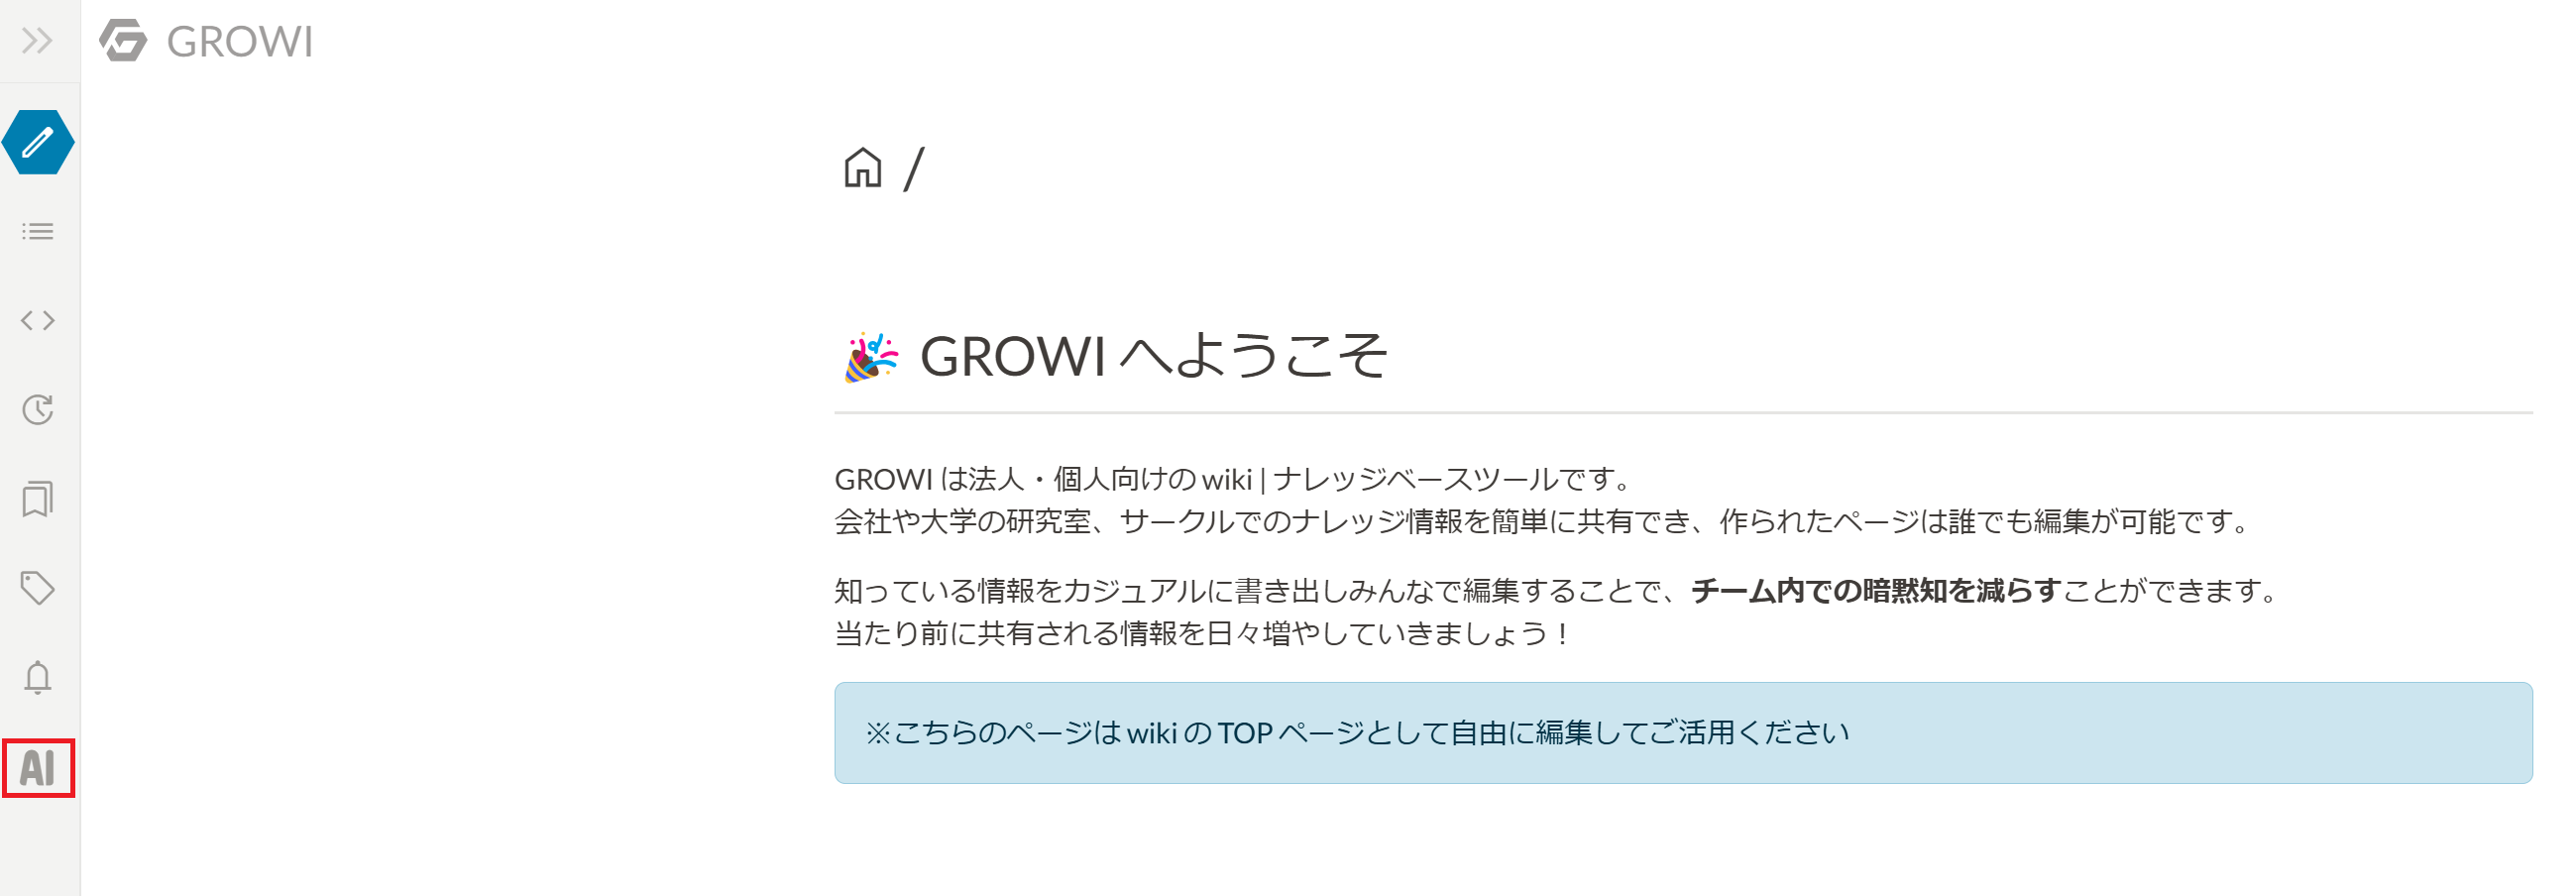 GROWI
/
🎉 GROWI へようこそ
GROWI は法人・個人向けの wiki | ナレッジベースツールです。
会社や大学の研究室、サークルでのナレッジ情報を簡単に共有でき、作られたページは誰でも編集が可能です。
知っている情報をカジュアルに書き出しみんなで編集することで、チーム内での暗黙知を減らすことができます。
当たり前に共有される情報を日々増やしていきましょう！
AI
※こちらのページは wiki の TOP ページとして自由に編集してご活用ください